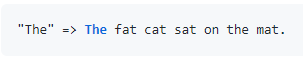 "The" => The fat cat sat on the mat.